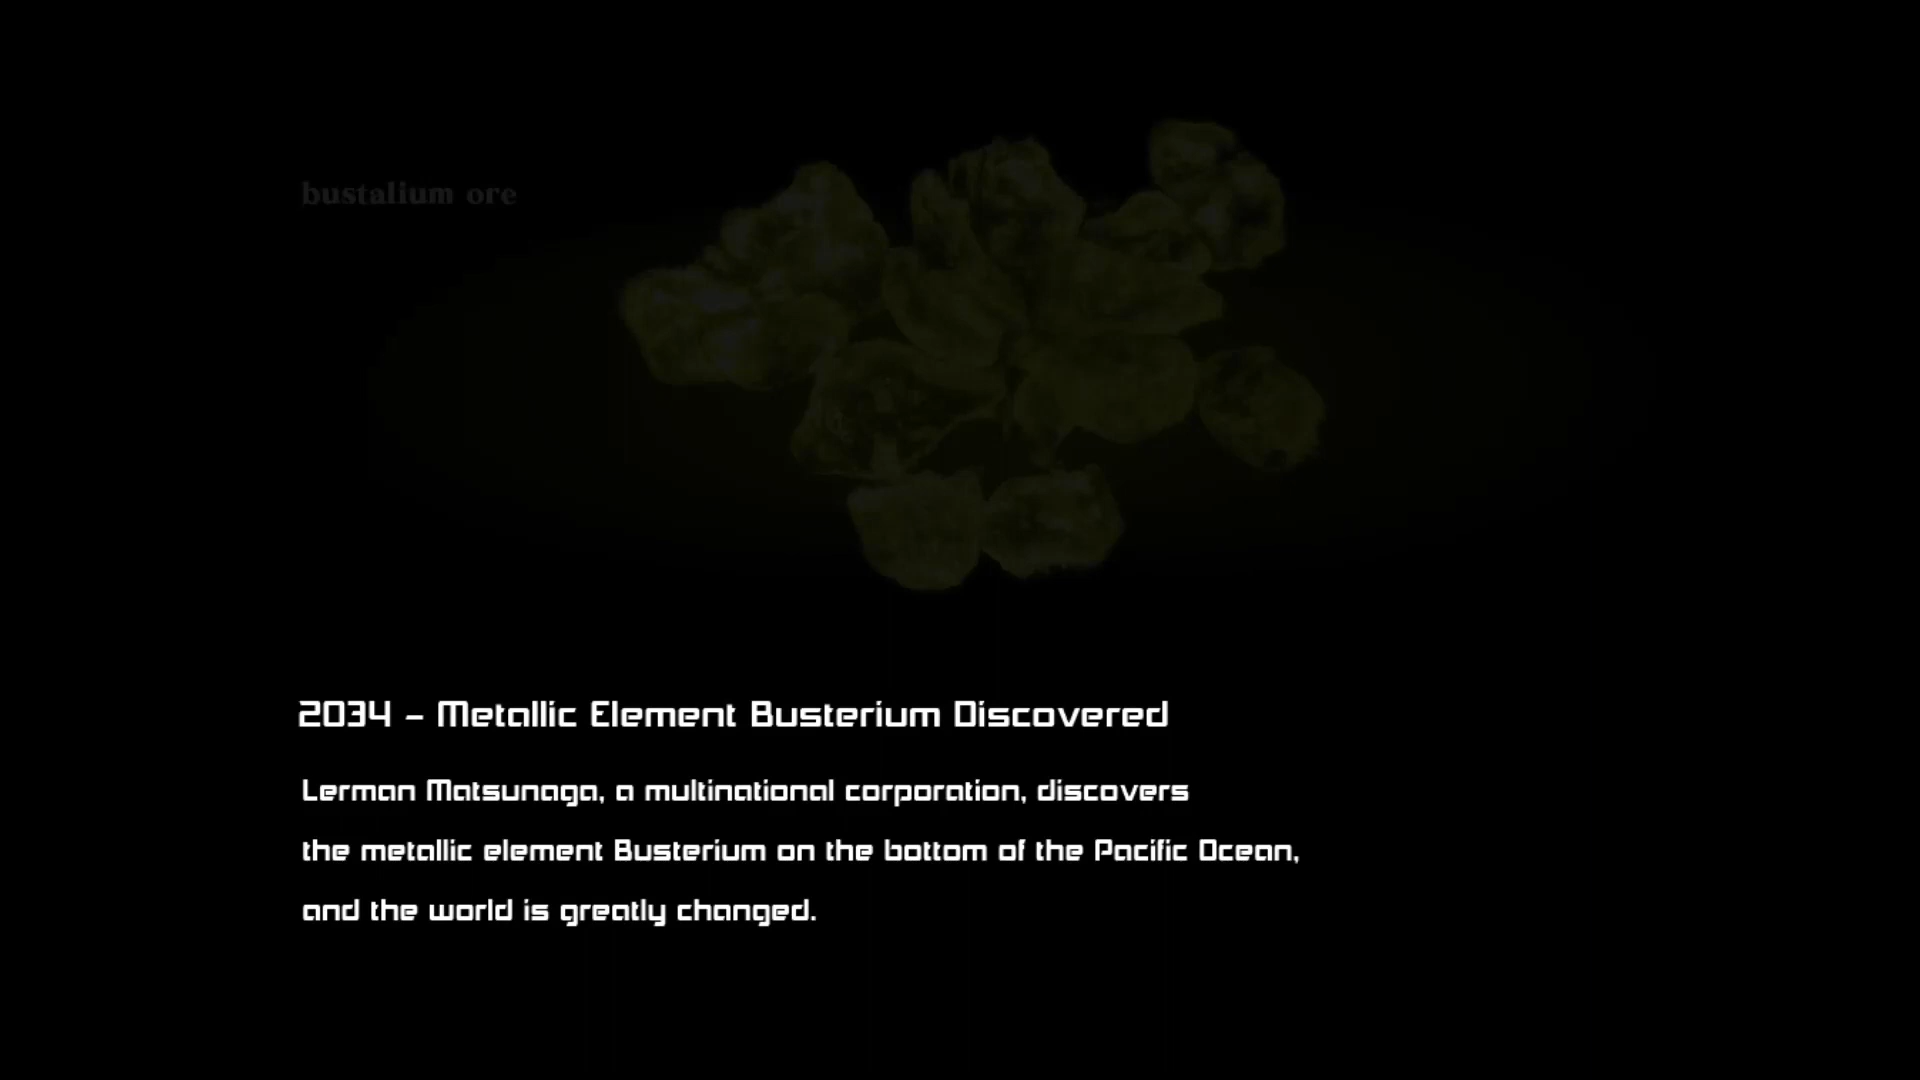 bustalium ore
2034 – Metallic Element Busterium Discovered
Lerman Matsunaga, a multinational corporation, discovers
the metallic element Busterium on the bottom of the Pacific Ocean,
and the world is greatly changed.